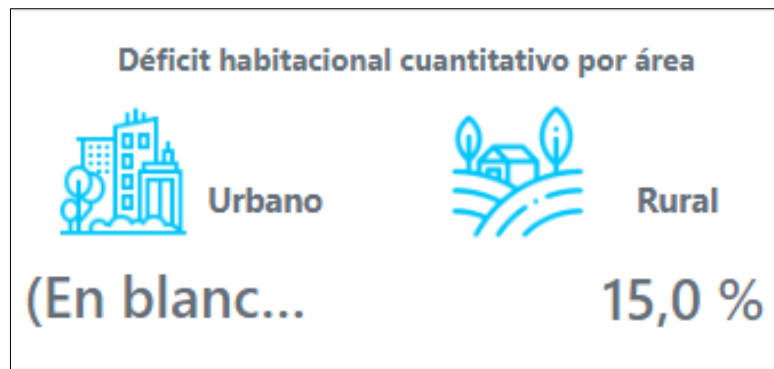 Déficit habitacional cuantitativo por área
Urbano
Rural
(En blanc...
15,0 %